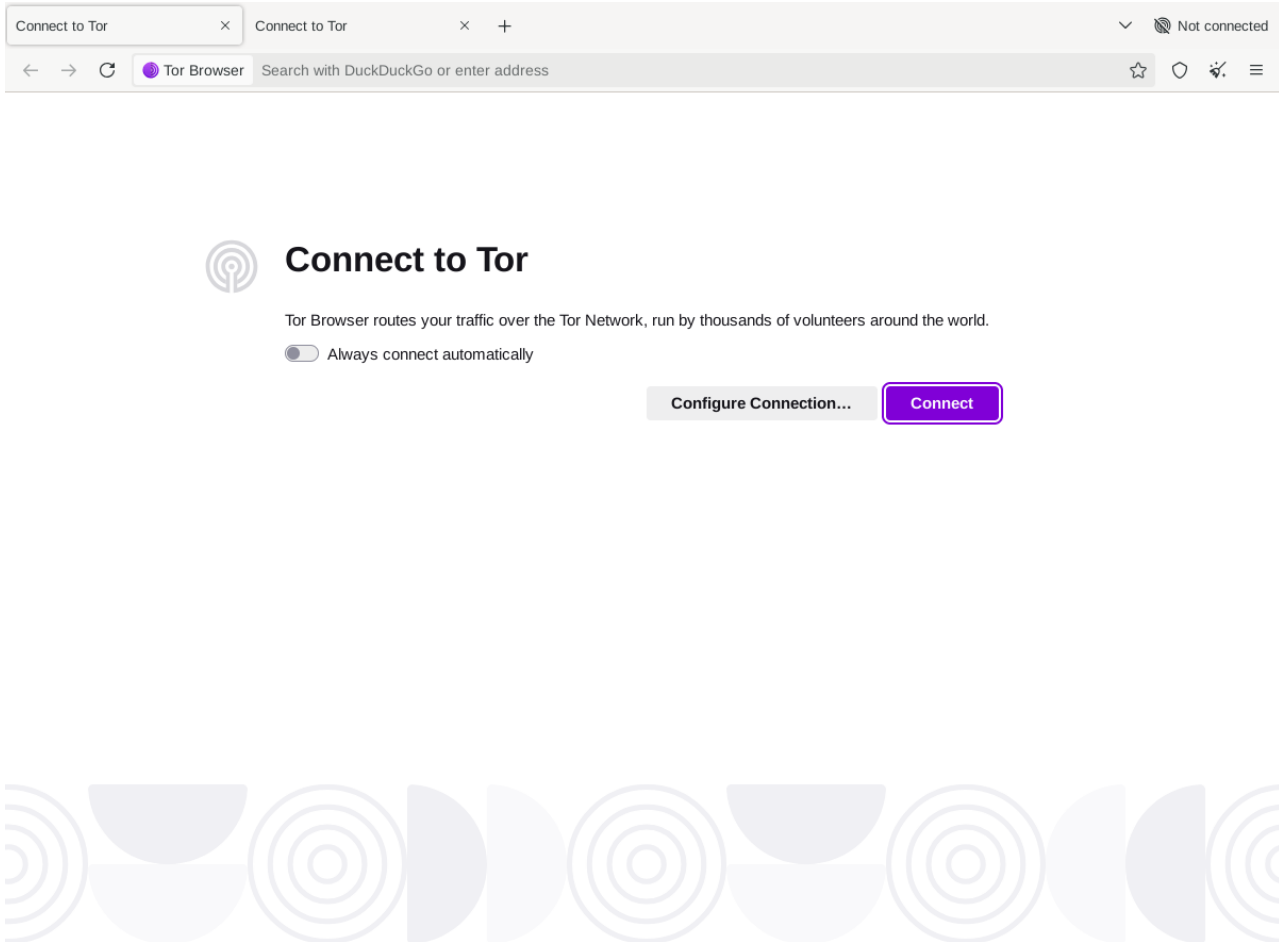 Connect to Tor
Connect to Tor
Not connected
Tor Browser
Search with DuckDuckGo or enter address
Connect to Tor
Tor Browser routes your traffic over the Tor Network, run by thousands of volunteers around the world.
Always connect automatically
Configure Connection…
Connect